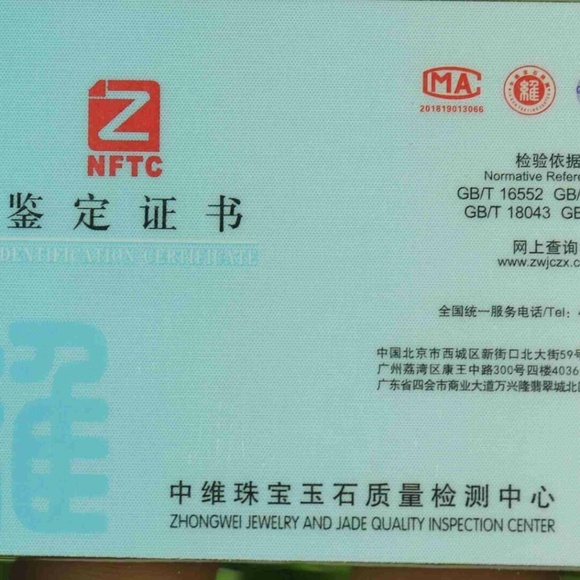 Z
NFTC
鉴定证书
IDENTIFICATION CERTIFICATE
MA
201819013066
检验依据
Normative Refere
GB/T 16552 GB/
GB/T 18043 GB
网上查询
www.zwjczx.c
全国统一服务电话/Tel:
中国北京市西城区新街口北大街59号
广州荔湾区康王中路300号四楼4036
广东省四会市商业大道万兴隆翡翠城北
中维珠宝玉石质量检测中心
ZHONGWEI JEWELRY AND JADE QUALITY INSPECTION CENTER